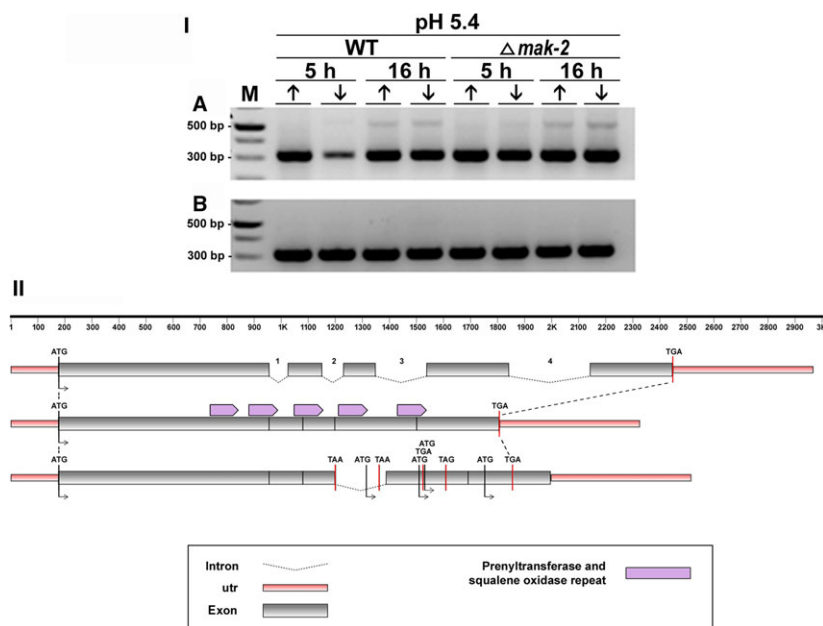 I
pH 5.4
WT
△ mak-2
5 h 16 h 5 h 16 h
A M ↑ ↓ ↑ ↓ ↑ ↓ ↑ ↓
500 bp -
300 bp -
B
500 bp -
300 bp -
II
1 100 200 300 400 500 600 700 800 900 1K 1100 1200 1300 1400 1500 1600 1700 1800 1900 2K 2100 2200 2300 2400 2500 2600 2700 2800 2900 3K
ATG 1 2 3 4 TGA
ATG TGA
ATG TAA ATG TAA ATG TAG ATG TGA
ATG
TGA
Intron
utr
Exon
Prenyltransferase and
squalene oxidase repeat